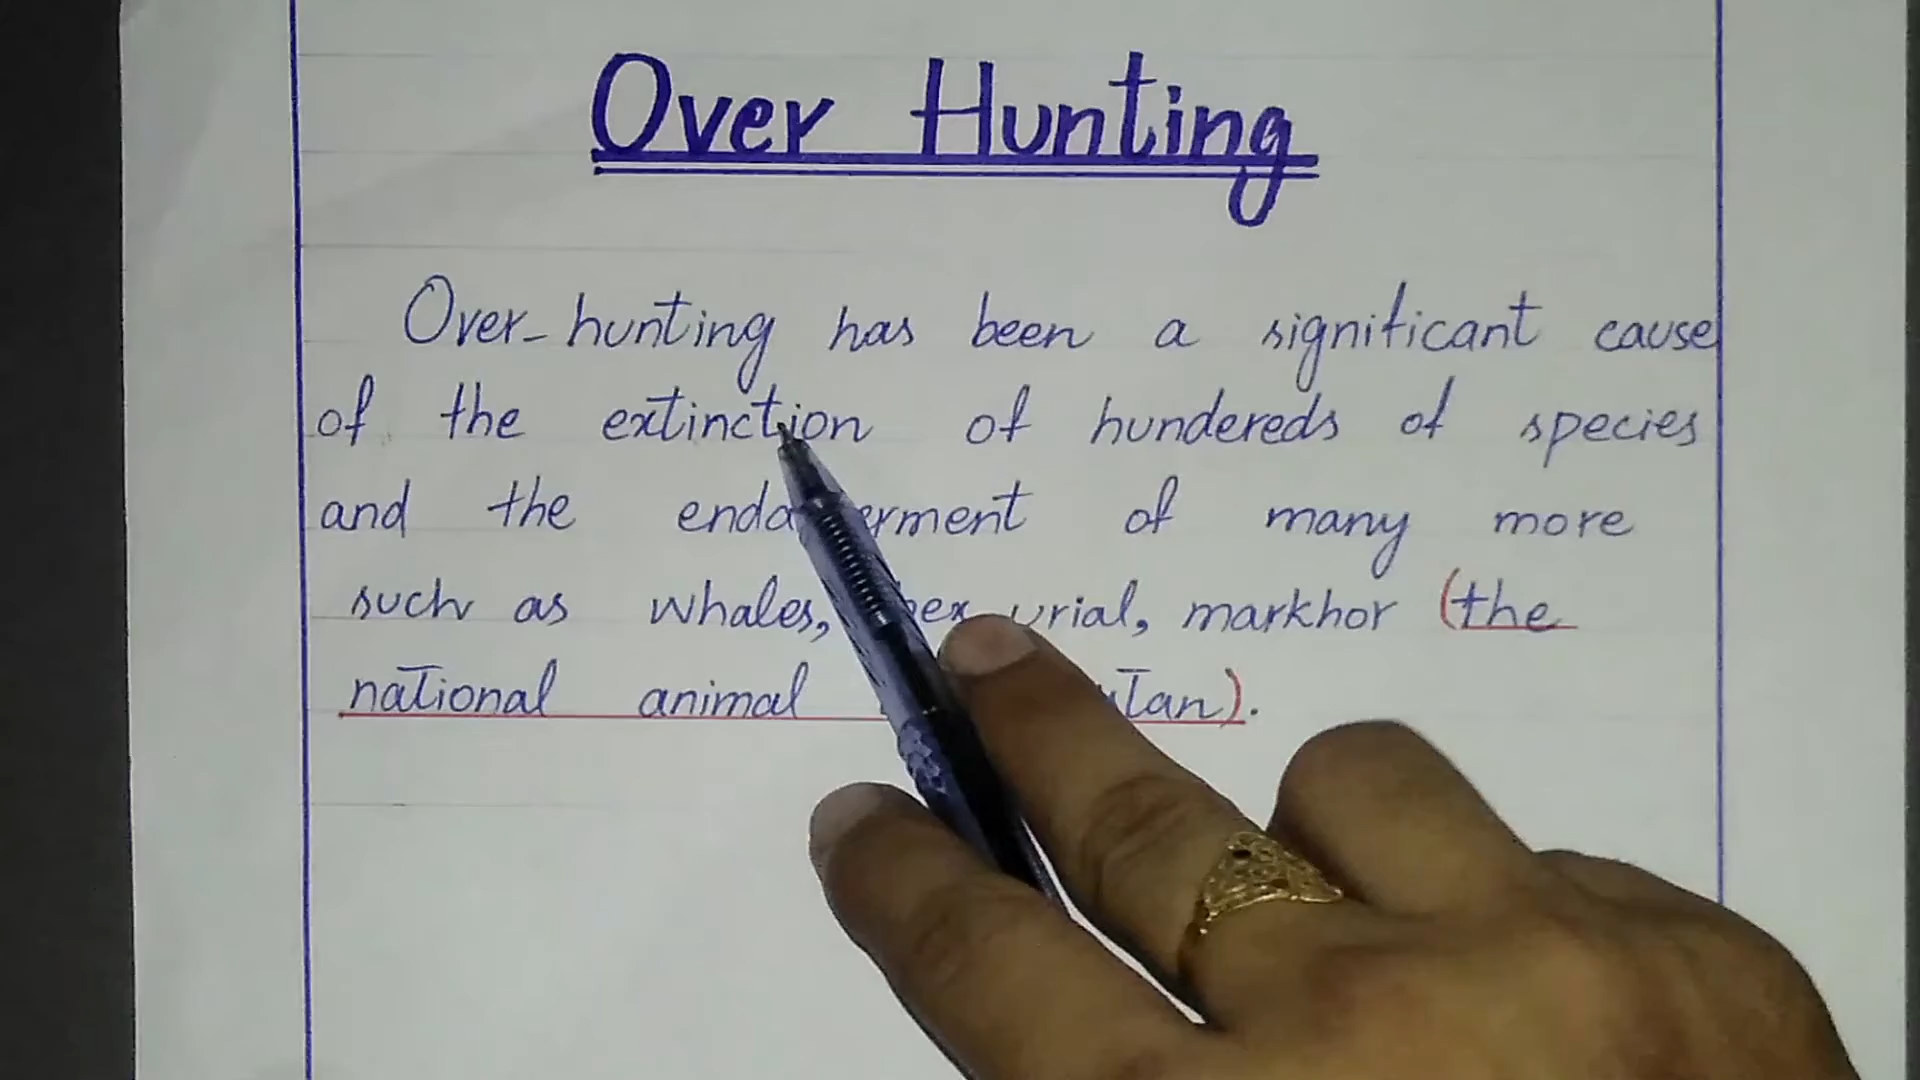 Over Hunting
Over-hunting has been a significant cause
of the extinction of hundereds of species
and the of many more
such as whales, urial, markhor (the
national animal ).